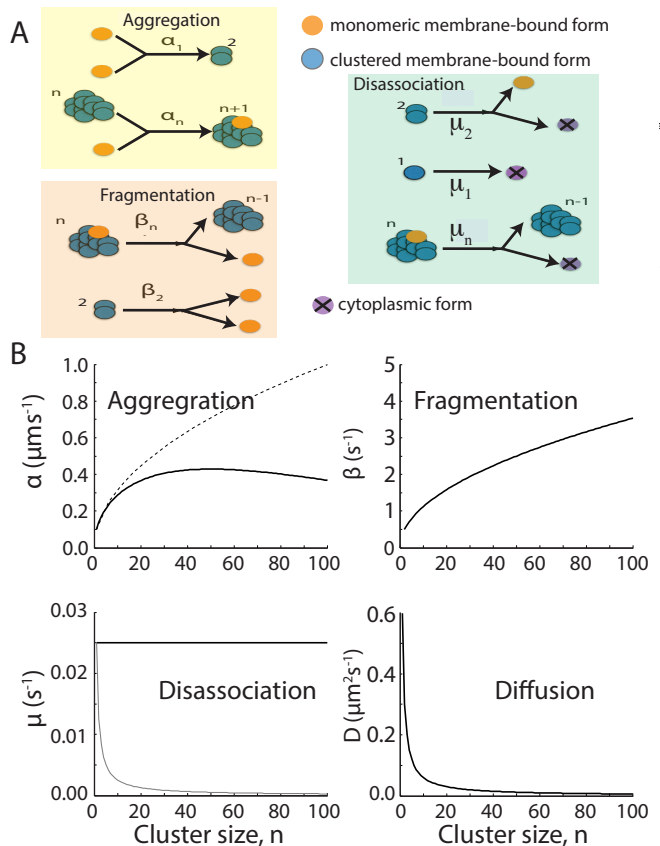 A
Aggregation
α1
2
n
αn
n+1
monomeric membrane-bound form
clustered membrane-bound form
Disassociation
2
μ2
1
μ1
n
μn
n-1
Fragmentation
n
βn
n-1
2
β2
cytoplasmic form
B
Aggregration
α (μms⁻¹)
1.0
0.8
0.6
0.4
0.2
0.0
0 20 40 60 80 100
Fragmentation
β (s⁻¹)
5
4
3
2
1
0
0 20 40 60 80 100
Disassociation
μ (s⁻¹)
0.03
0.02
0.01
0.00
0 20 40 60 80 100
Cluster size, n
Diffusion
D (μm²s⁻¹)
0.6
0.4
0.2
0.0
0 20 40 60 80 100
Cluster size, n